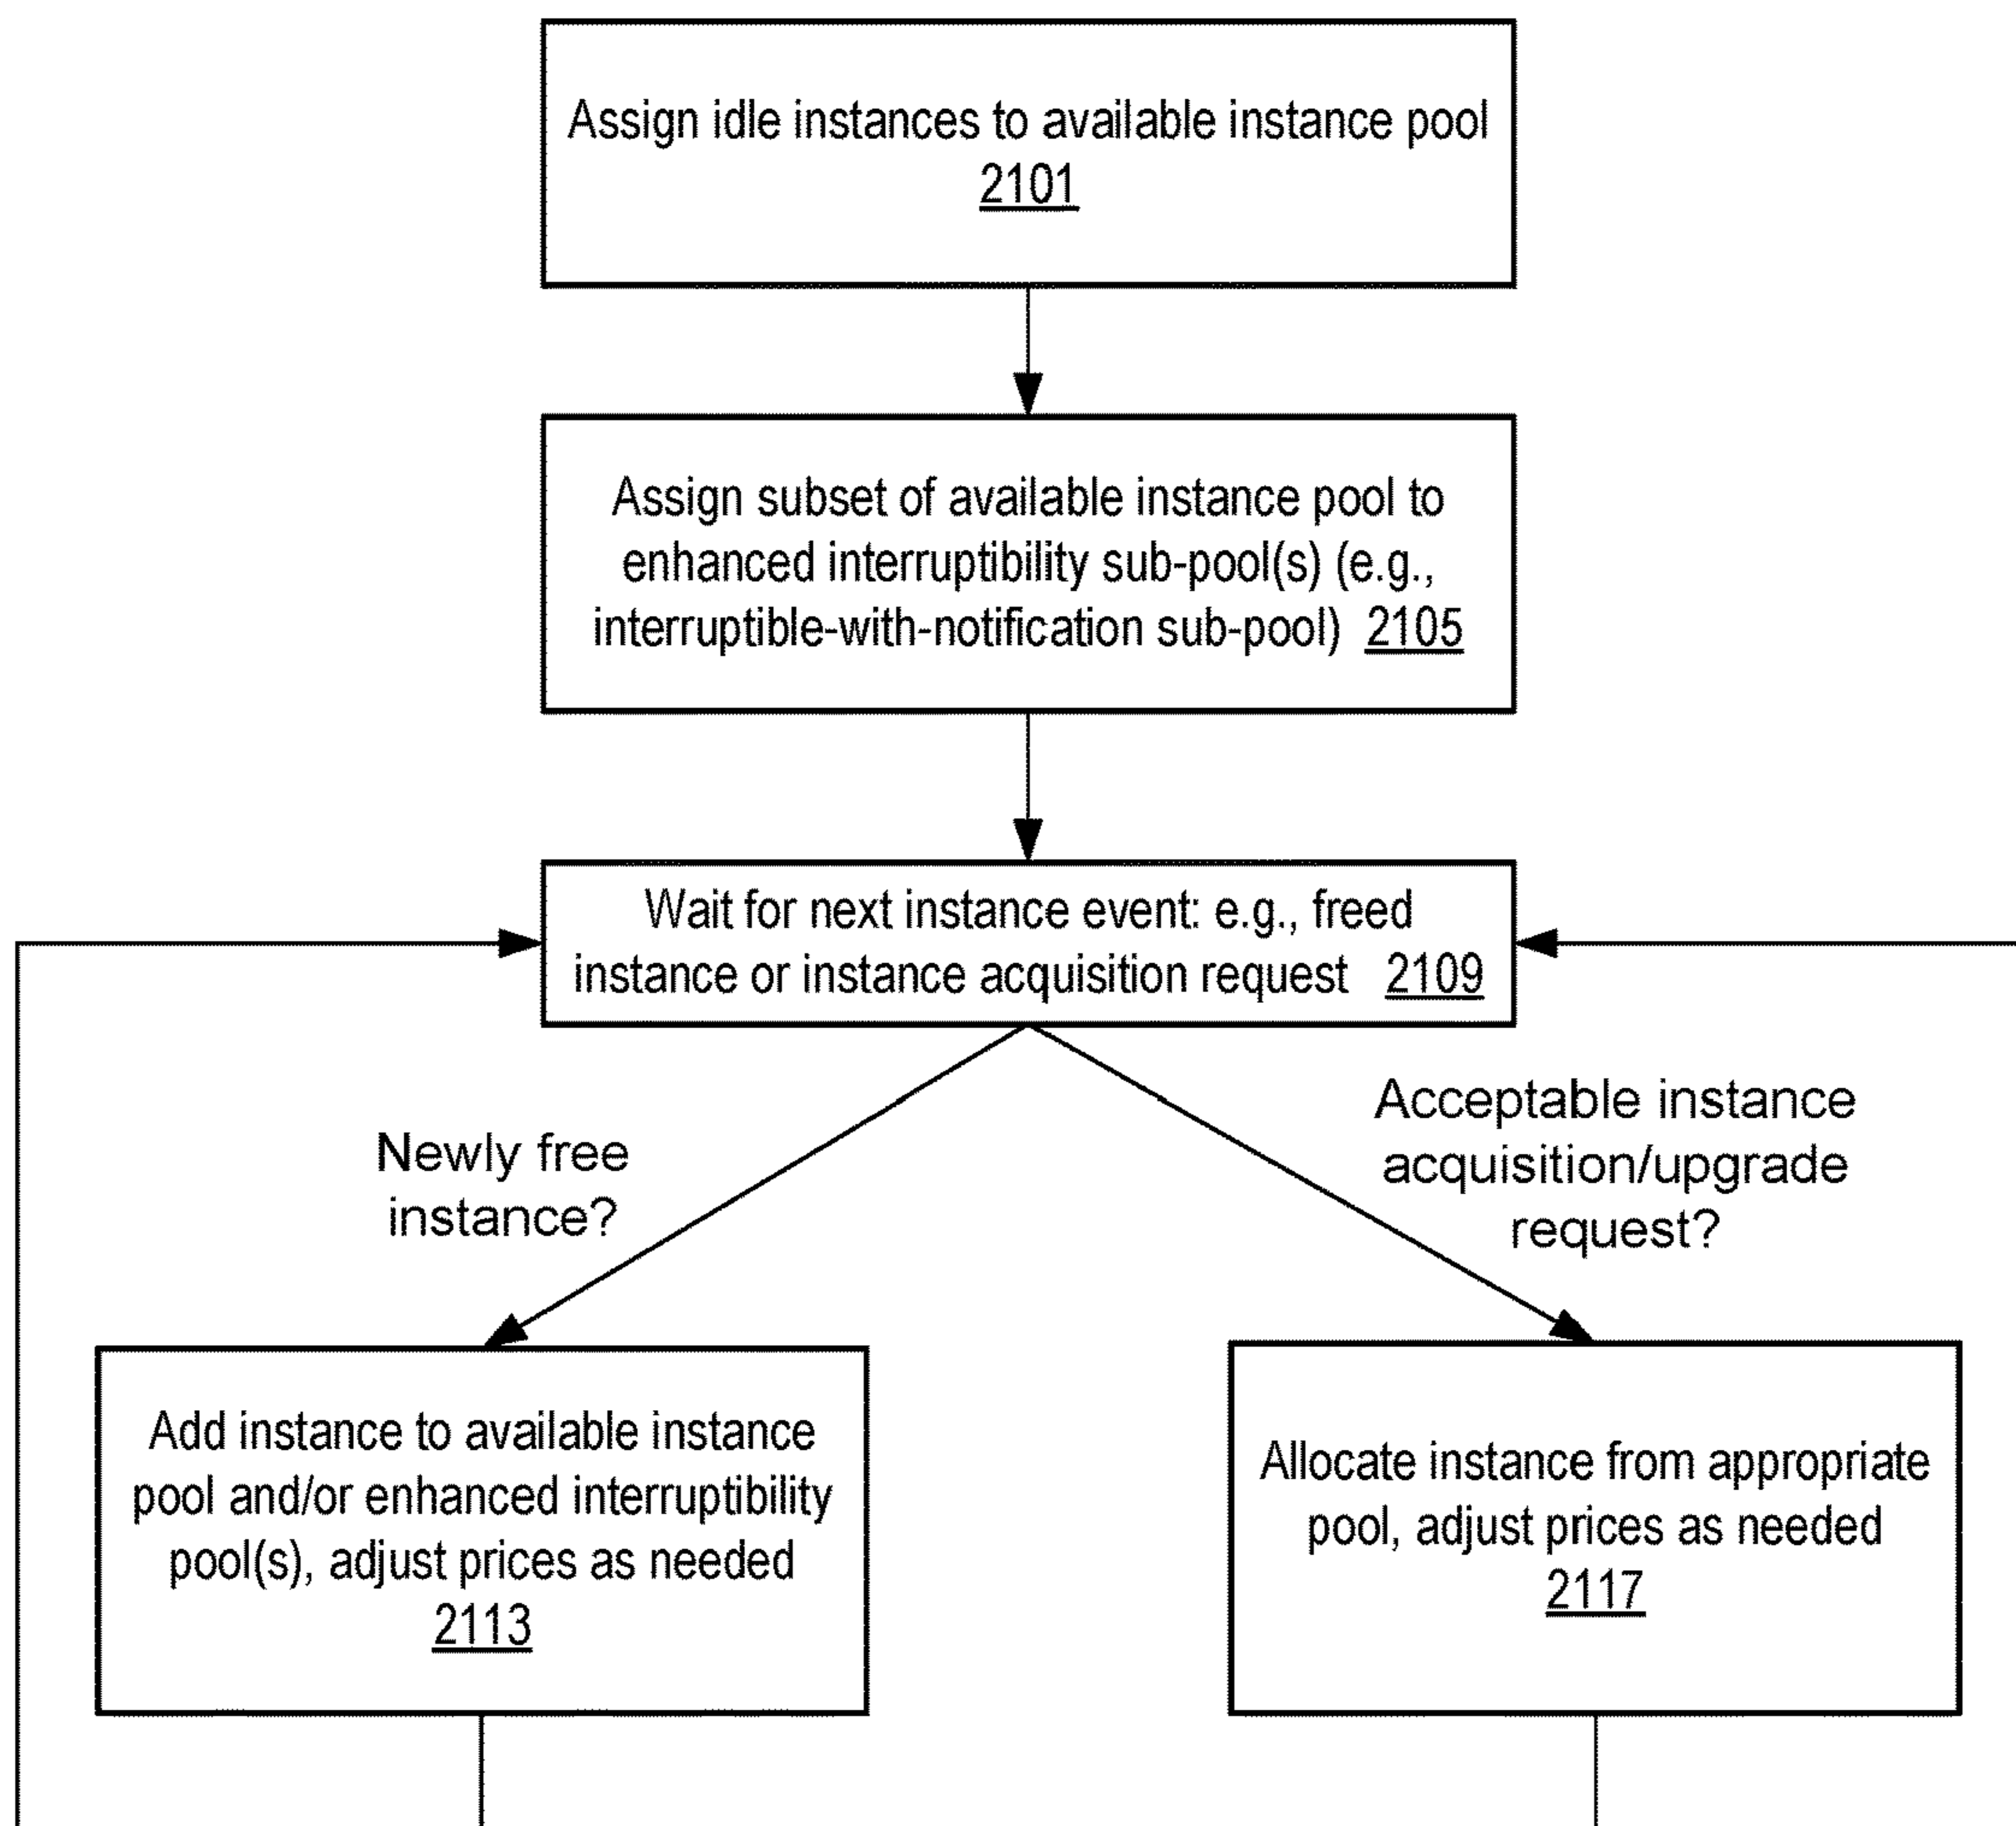 Assign idle instances to available instance pool
2101
Assign subset of available instance pool to
enhanced interruptibility sub-pool(s) (e.g.,
interruptible-with-notification sub-pool) 2105
Wait for next instance event: e.g., freed
instance or instance acquisition request 2109
Newly free
instance?
Acceptable instance
acquisition/upgrade
request?
Add instance to available instance
pool and/or enhanced interruptibility
pool(s), adjust prices as needed
2113
Allocate instance from appropriate
pool, adjust prices as needed
2117